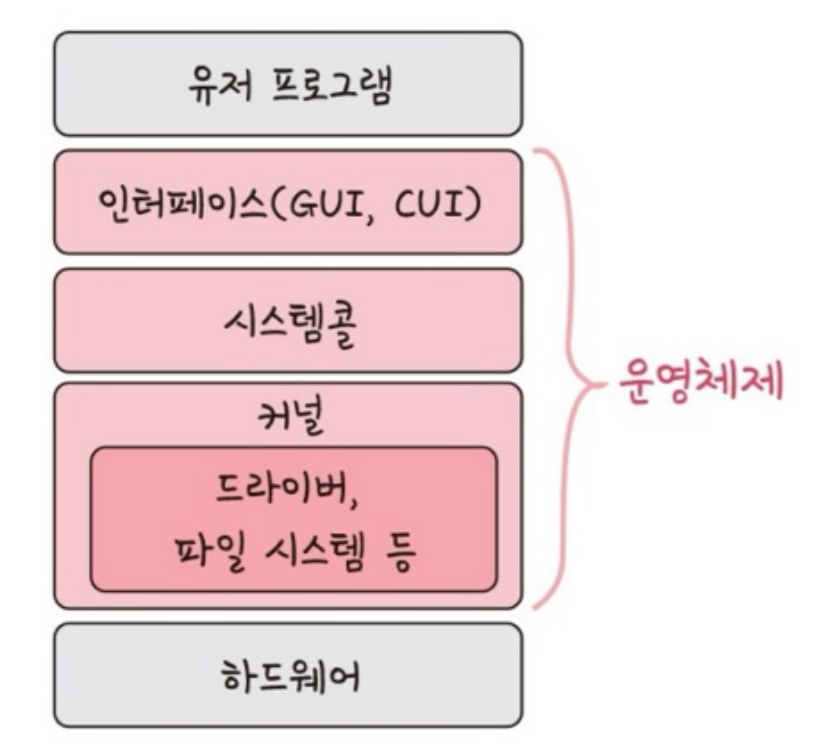 유저 프로그램
인터페이스(GUI, CUI)
시스템콜
운영체제
커널
드라이버,
파일 시스템 등
하드웨어